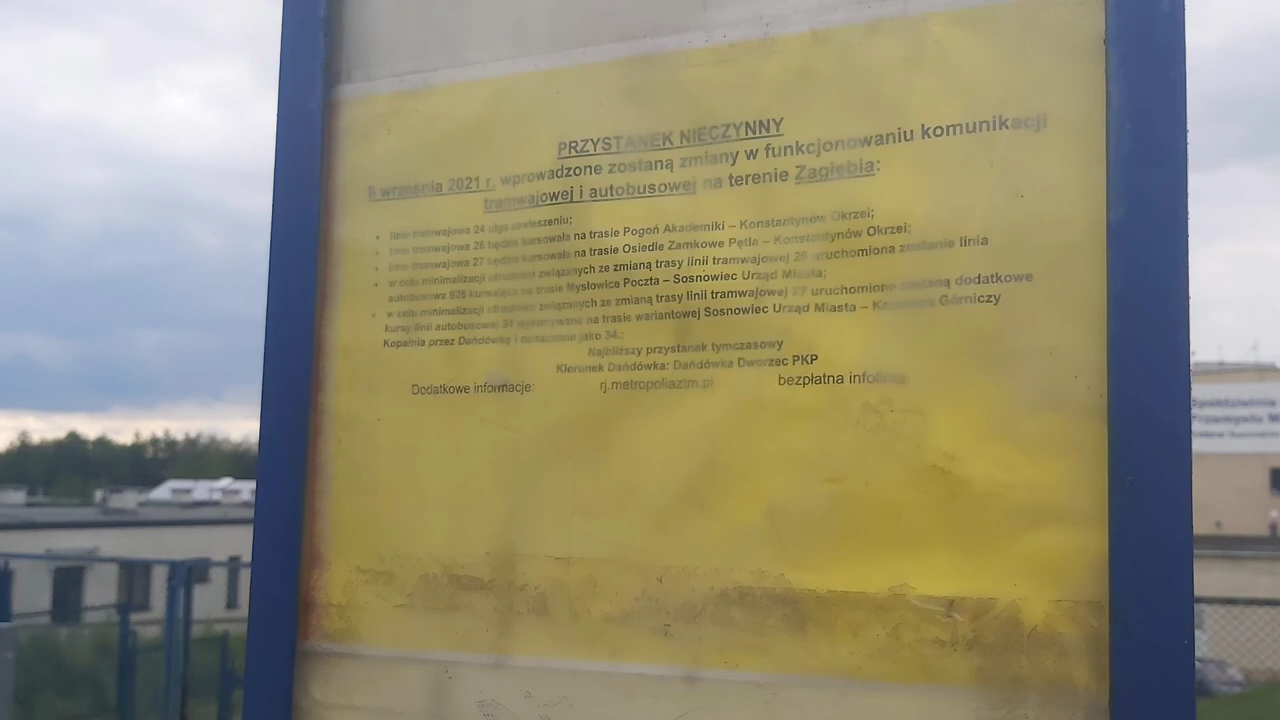 PRZYSTANEK NIECZYNNY
6 września 2021 r. wprowadzone zostaną zmiany w funkcjonowaniu komunikacji
tramwajowej i autobusowej na terenie Zagłębia:
linia tramwajowa 24 ulga zawieszeniu;
linia tramwajowa 26 będzie kursowała na trasie Pogoń Akademiki – Konstantynów Okrzei;
linia tramwajowa 27 będzie kursowała na trasie Osiedle Zamkowe Pętla – Konstantynów Okrzei;
w celu minimalizacji utrudnień związanych ze zmianą trasy linii tramwajowej 26 uruchomiona zostanie linia
autobusowa 926 kursująca na trasie Mysłowice Poczta – Sosnowiec Urząd Miasta;
w celu minimalizacji utrudnień związanych ze zmianą trasy linii tramwajowej 27 uruchomione zostaną dodatkowe
kursy linii autobusowej 34 wykonywane na trasie wariantowej Sosnowiec Urząd Miasta – Kazimierz Górniczy
Kopalnia przez Dańdówkę i oznaczone jako 34.;
Najbliższy przystanek tymczasowy
Kierunek Dańdówka: Dańdówka Dworzec PKP
Dodatkowe informacje: rj.metropoliaztm.pl bezpłatna infolinia
Spółdzielnia
Przemysłu M